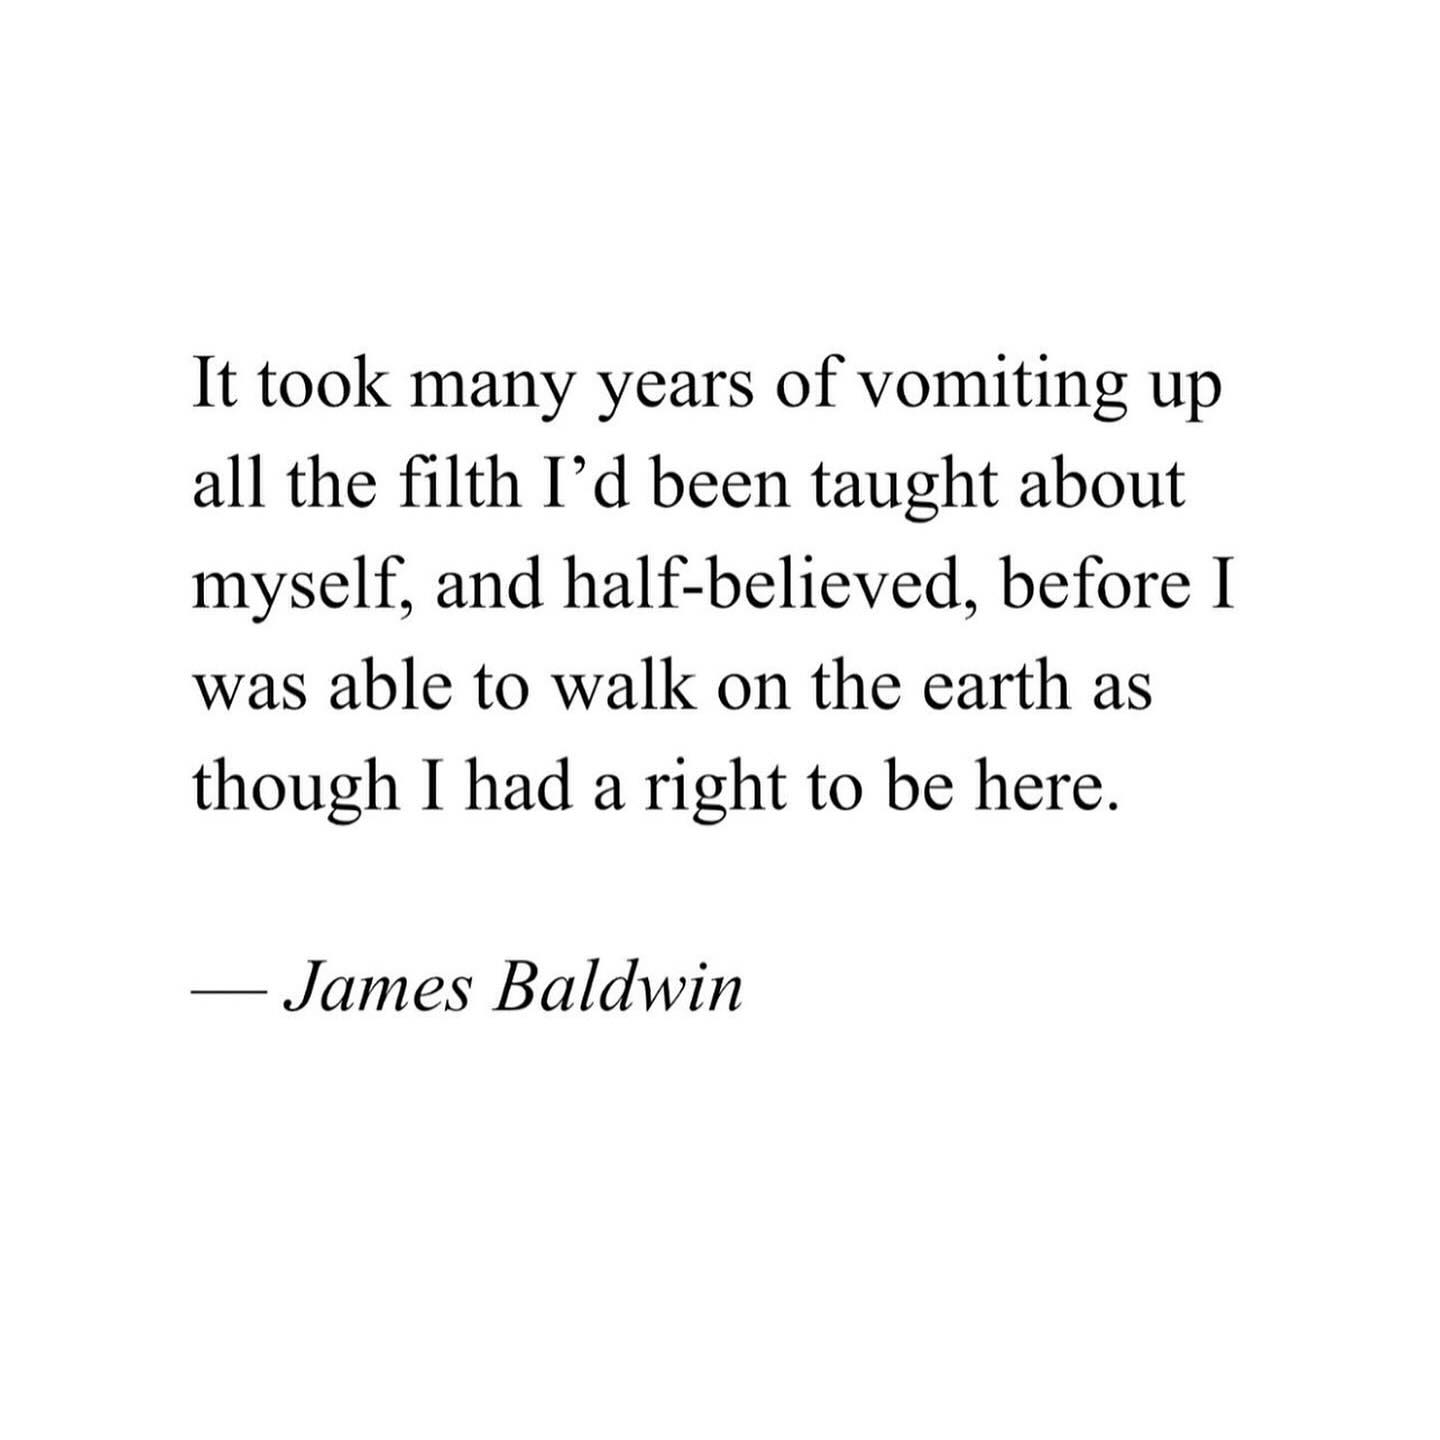 It took many years of vomiting up
all the filth I’d been taught about
myself, and half-believed, before I
was able to walk on the earth as
though I had a right to be here.
— James Baldwin